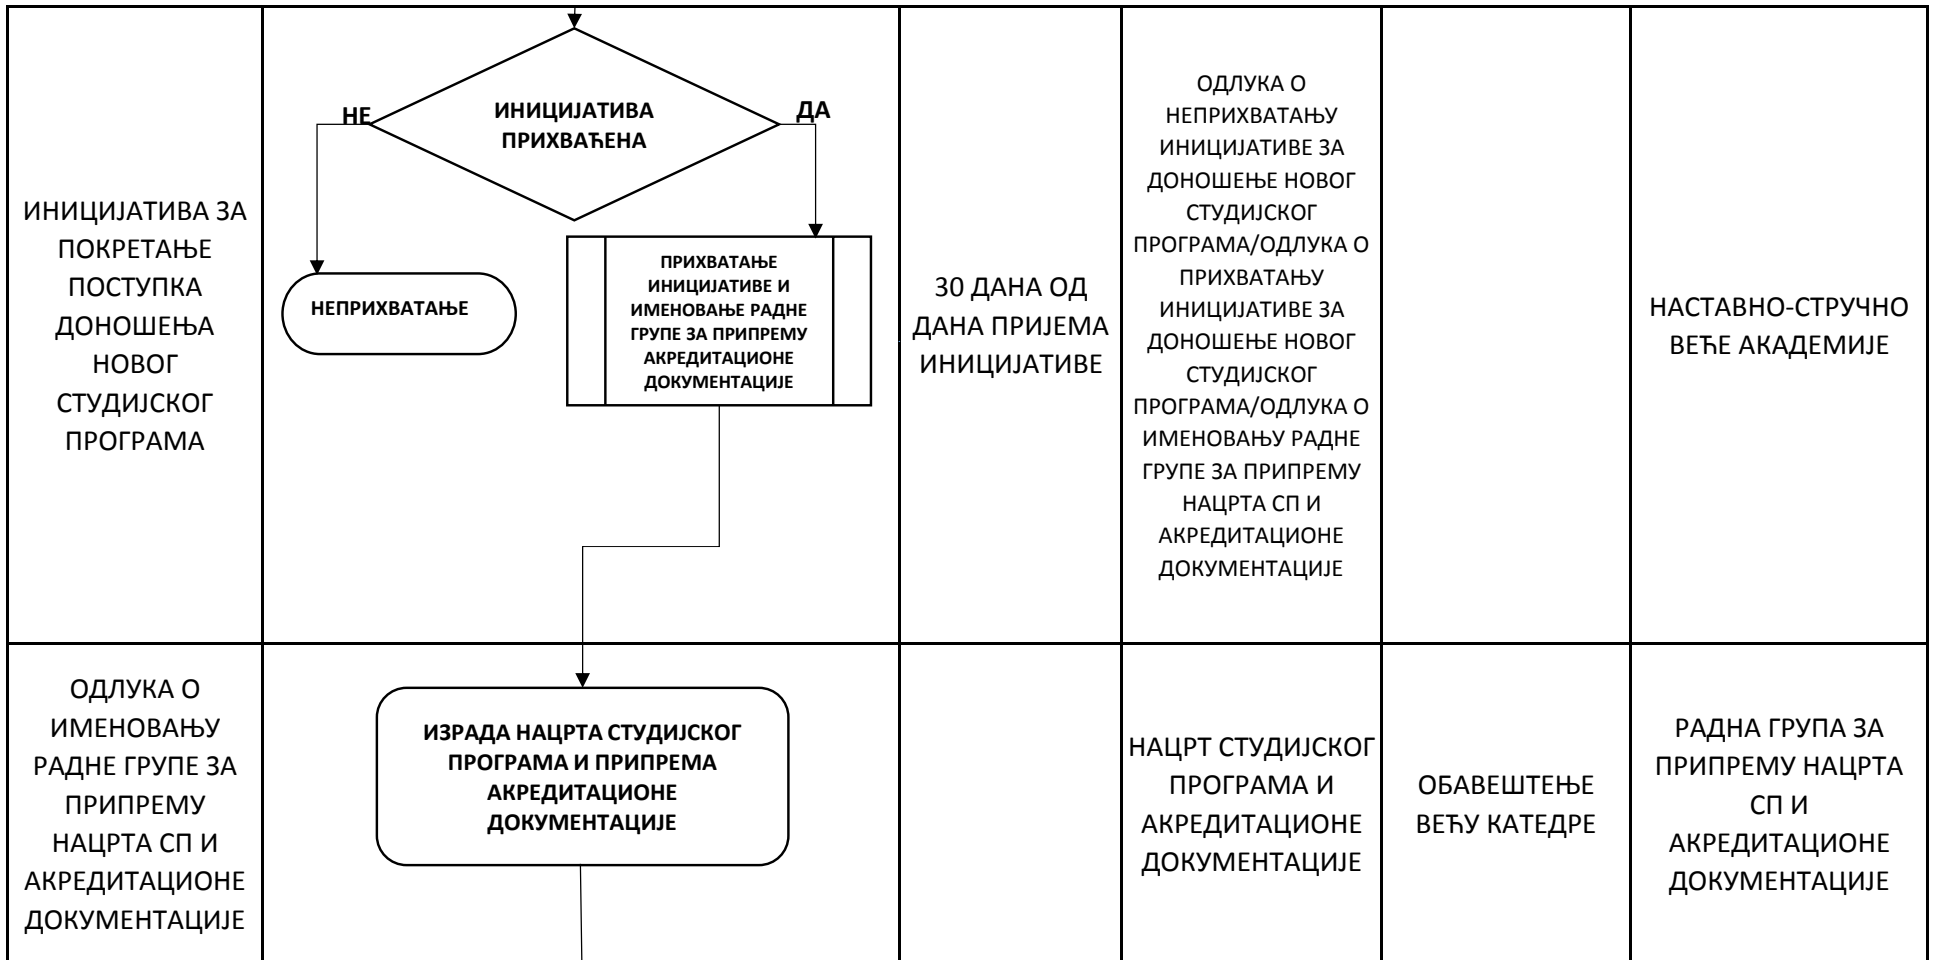 ИНИЦИЈАТИВА ЗА
ПОКРЕТАЊЕ
ПОСТУПКА
ДОНОШЕЊА
НОВОГ
СТУДИЈСКОГ
ПРОГРАМА
НЕ
ИНИЦИЈАТИВА
ПРИХВАЋЕНА
ДА
НЕПРИХВАТАЊЕ
ПРИХВАТАЊЕ
ИНИЦИЈАТИВЕ И
ИМЕНОВАЊЕ РАДНЕ
ГРУПЕ ЗА ПРИПРЕМУ
АКРЕДИТАЦИОНЕ
ДОКУМЕНТАЦИЈЕ
30 ДАНА ОД
ДАНА ПРИЈЕМА
ИНИЦИЈАТИВЕ
ОДЛУКА О
НЕПРИХВАТАЊУ
ИНИЦИЈАТИВЕ ЗА
ДОНОШЕЊЕ НОВОГ
СТУДИЈСКОГ
ПРОГРАМА/ОДЛУКА О
ПРИХВАТАЊУ
ИНИЦИЈАТИВЕ ЗА
ДОНОШЕЊЕ НОВОГ
СТУДИЈСКОГ
ПРОГРАМА/ОДЛУКА О
ИМЕНОВАЊУ РАДНЕ
ГРУПЕ ЗА ПРИПРЕМУ
НАЦРТА СП И
АКРЕДИТАЦИОНЕ
ДОКУМЕНТАЦИЈЕ
НАСТАВНО-СТРУЧНО
ВЕЋЕ АКАДЕМИЈЕ
ОДЛУКА О
ИМЕНОВАЊУ
РАДНЕ ГРУПЕ ЗА
ПРИПРЕМУ
НАЦРТА СП И
АКРЕДИТАЦИОНЕ
ДОКУМЕНТАЦИЈЕ
ИЗРАДА НАЦРТА СТУДИЈСКОГ
ПРОГРАМА И ПРИПРЕМА
АКРЕДИТАЦИОНЕ
ДОКУМЕНТАЦИЈЕ
НАЦРТ СТУДИЈСКОГ
ПРОГРАМА И
АКРЕДИТАЦИОНЕ
ДОКУМЕНТАЦИЈЕ
ОБАВЕШТЕЊЕ
ВЕЋУ КАТЕДРЕ
РАДНА ГРУПА ЗА
ПРИПРЕМУ НАЦРТА
СП И
АКРЕДИТАЦИОНЕ
ДОКУМЕНТАЦИЈЕ